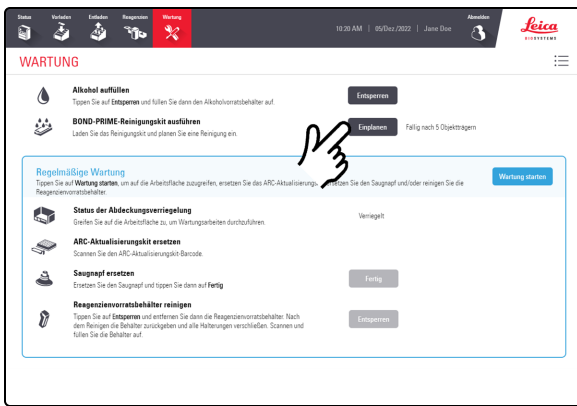 Status Vorladen Entladen Reagenzien Wartung
10:20 AM | 05/Dez./2022 | Jane Doe
Abmelden
Leica
BIOSYSTEMS
WARTUNG
Alkohol auffüllen
Tippen Sie auf Entsperren und füllen Sie dann den Alkoholvorratsbehälter auf.
Entsperren
BOND-PRIME-Reinigungskit ausführen
Laden Sie das Reinigungskit und planen Sie eine Reinigung ein.
Einplanen
Fällig nach 5 Objektträgern
Regelmäßige Wartung
Tippen Sie auf Wartung starten, um auf die Arbeitsfläche zuzugreifen, ersetzen Sie das ARC-Aktualisierungs, ersetzen Sie den Saugnapf und/oder reinigen Sie die
Reagenzienvorratsbehälter.
Wartung starten
Status der Abdeckungsverriegelung
Greifen Sie auf die Arbeitsfläche zu, um Wartungsarbeiten durchzuführen.
Verriegelt
ARC-Aktualisierungskit ersetzen
Scannen Sie den ARC-Aktualisierungskit-Barcode.
Saugnapf ersetzen
Ersetzen Sie den Saugnapf und tippen Sie dann auf Fertig
Fertig
Reagenzienvorratsbehälter reinigen
Tippen Sie auf Entsperren und entfernen Sie dann die Reagenzienvorratsbehälter. Nach
dem Reinigen die Behälter zurückgeben und alle Halterungen verschließen. Scannen und
füllen Sie die Behälter auf.
Entsperren